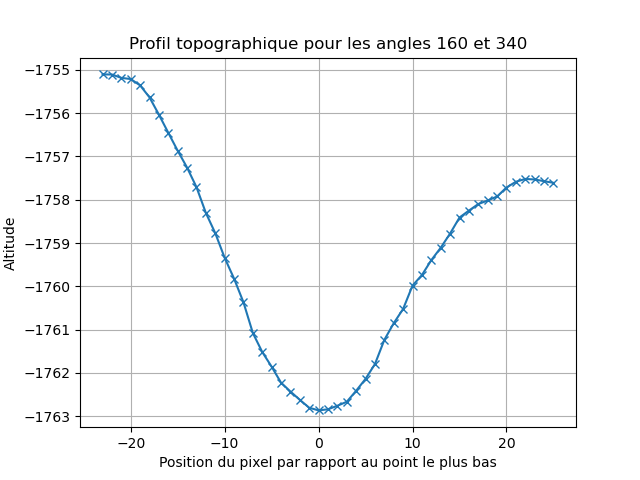 Profil topographique pour les angles 160 et 340
−1755
−1756
−1757
−1758
−1759
−1760
−1761
−1762
−1763
Altitude
−20 −10 0 10 20
Position du pixel par rapport au point le plus bas